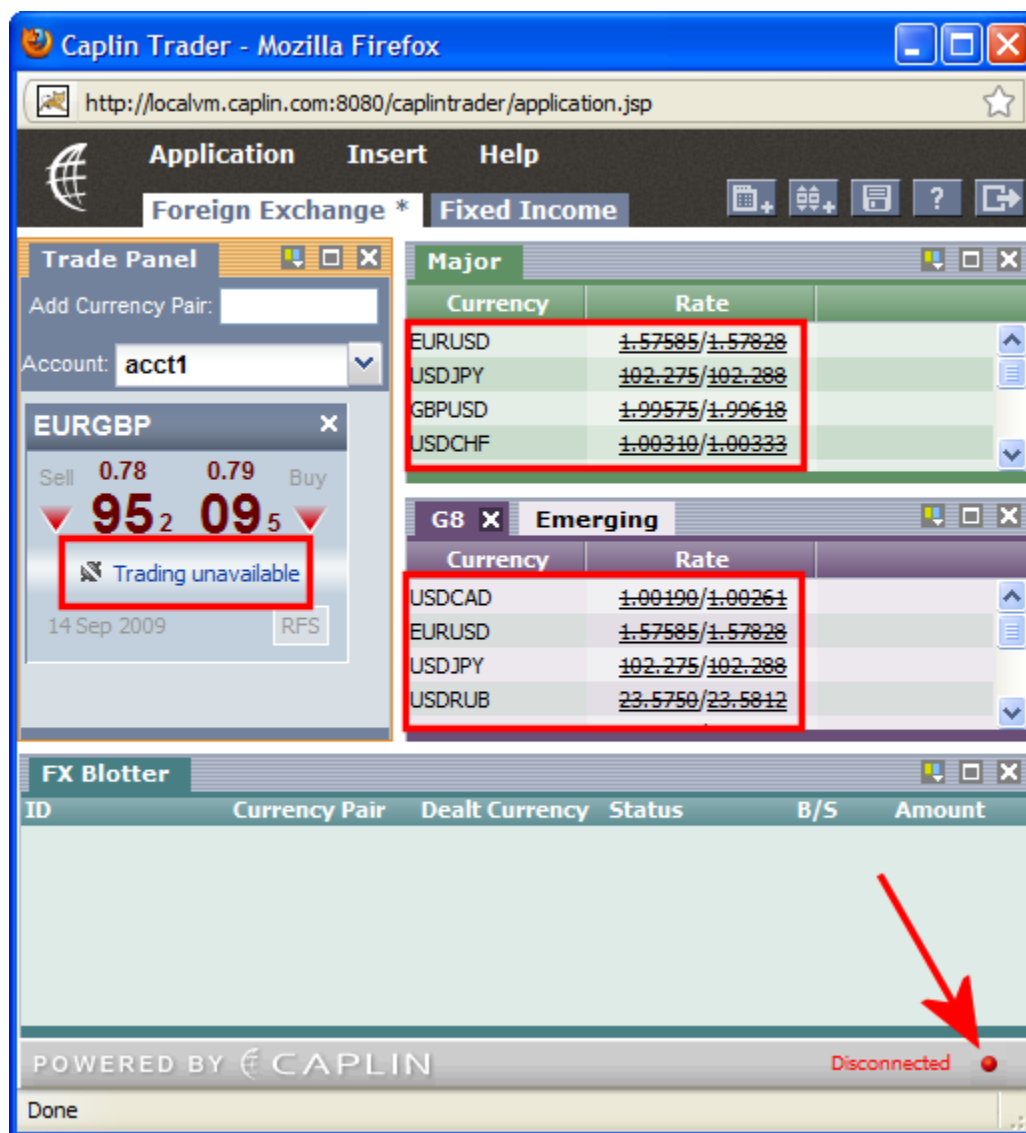 Caplin Trader - Mozilla Firefox
http://localvm.caplin.com:8080/caplintrader/application.jsp
Application Insert Help
Foreign Exchange * Fixed Income ?
Trade Panel
Add Currency Pair:
Account: acct1
EURGBP
Sell 0.78 0.79 Buy
95 2 09 5
Trading unavailable
14 Sep 2009 RFS
Major
Currency Rate
EURUSD 1.57585/1.57828
USDJPY 102.275/102.288
GBPUSD 1.99575/1.99618
USDCHF 1.00310/1.00333
G8 Emerging
Currency Rate
USDCAD 1.00190/1.00261
EURUSD 1.57585/1.57828
USDJPY 102.275/102.288
USDRUB 23.5750/23.5812
FX Blotter
ID Currency Pair Dealt Currency Status B/S Amount
POWERED BY CAPLIN Disconnected
Done